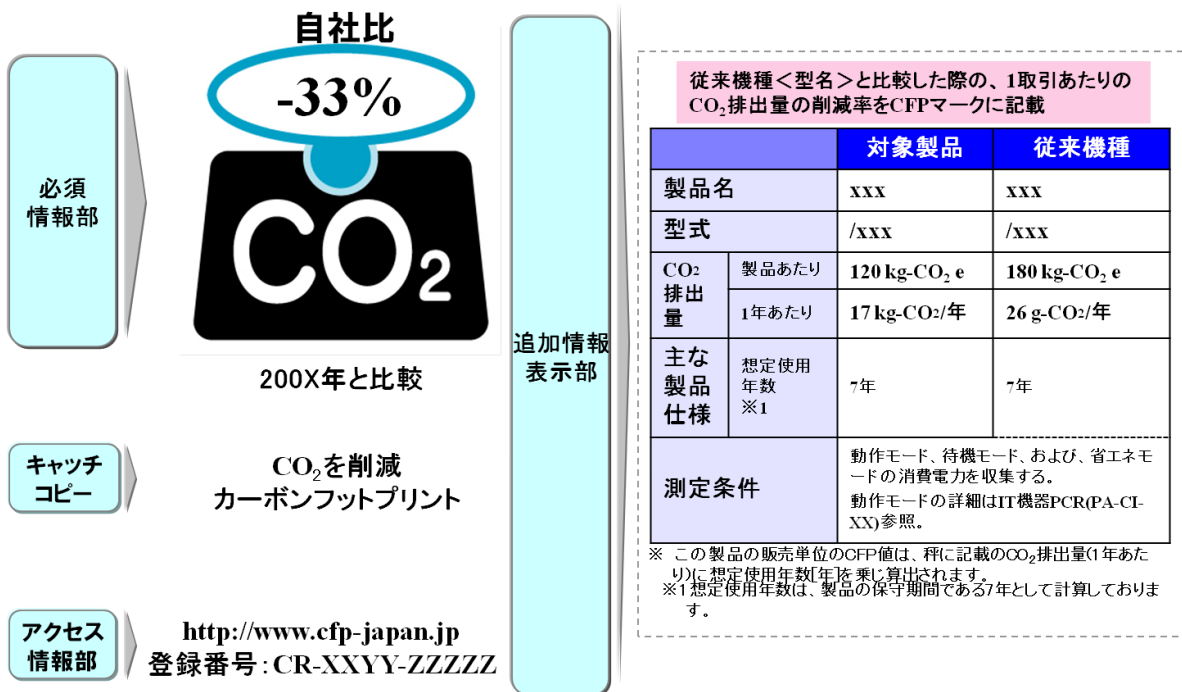 必須
情報部
自社比
-33%
CO2
200X年と比較
キャッチ
コピー
CO2を削減
カーボンフットプリント
アクセス
情報部
http://www.cfp-japan.jp
登録番号：CR-XXYY-ZZZZZ
追加情報
表示部
従来機種＜型名＞と比較した際の、1取引あたりの
CO2排出量の削減率をCFPマークに記載
対象製品 従来機種
製品名 xxx xxx
型式 /xxx /xxx
CO2
排出
量
製品あたり 120 kg-CO2 e 180 kg-CO2 e
1年あたり 17 kg-CO2/年 26 g-CO2/年
主な
製品
仕様
想定使用
年数
※1
7年 7年
測定条件
動作モード、待機モード、および、省エネモ
ードの消費電力を収集する。
動作モードの詳細はIT機器PCR(PA-CI-
XX)参照。
※ この製品の販売単位のCFP値は、秤に記載のCO2排出量(1年あた
り)に想定使用年数[年]を乗じ算出されます。
※1 想定使用年数は、製品の保守期間である7年として計算しておりま
す。